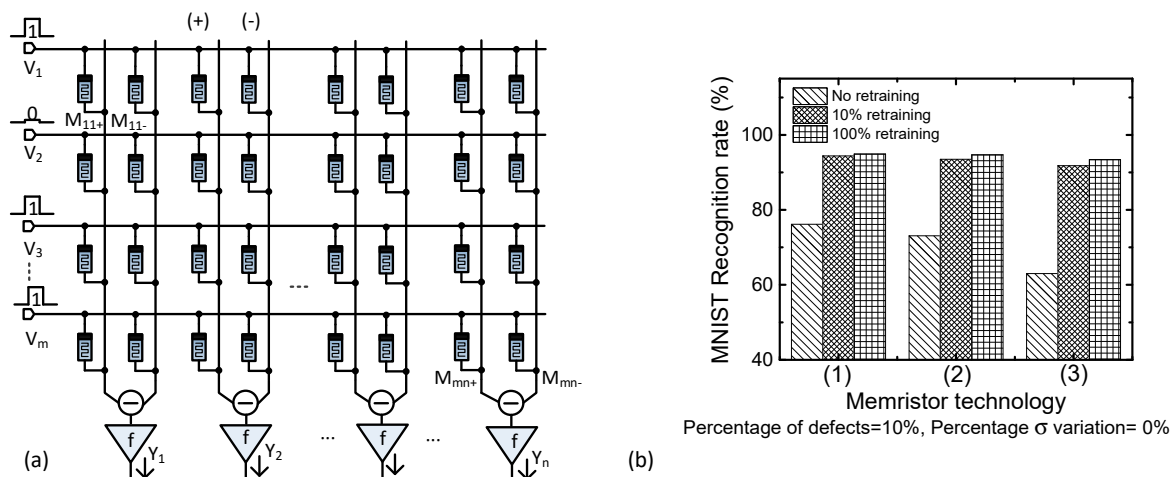 1
(+) (-)
V1
M11+ M11-
0
V2
1
V3
...
1
Vm
Mmn+ Mmn-
− − − −
f f f f
Y1 Y2 ... ... Yn
(a)
MNIST Recognition rate (%)
No retraining
10% retraining
100% retraining
100
80
60
40
(1) (2) (3)
Memristor technology
Percentage of defects=10%, Percentage σ variation= 0%
(b)